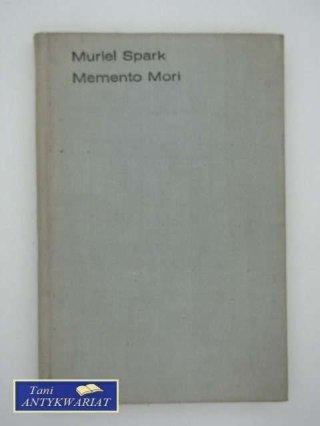 Muriel Spark
Memento Mori
Tani
ANTYKWARIAT